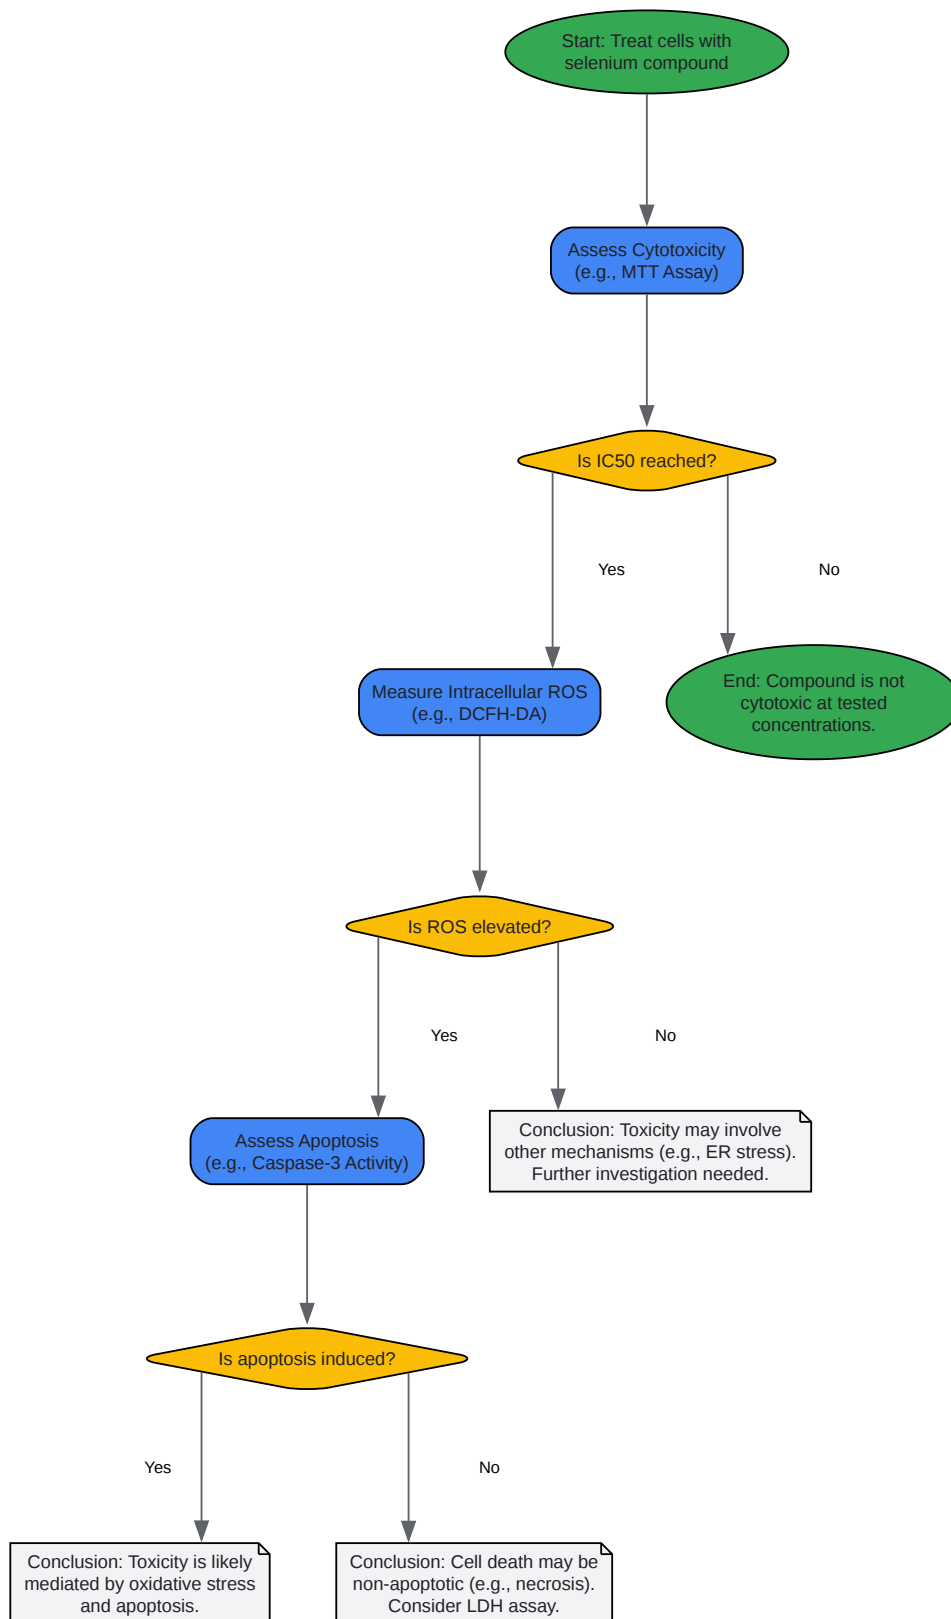 Start: Treat cells with
selenium compound
Assess Cytotoxicity
(e.g., MTT Assay)
Is IC50 reached?
Yes
No
Measure Intracellular ROS
(e.g., DCFH-DA)
End: Compound is not
cytotoxic at tested
concentrations.
Is ROS elevated?
Yes
No
Assess Apoptosis
(e.g., Caspase-3 Activity)
Conclusion: Toxicity may involve
other mechanisms (e.g., ER stress).
Further investigation needed.
Is apoptosis induced?
Yes
No
Conclusion: Toxicity is likely
mediated by oxidative stress
and apoptosis.
Conclusion: Cell death may be
non-apoptotic (e.g., necrosis).
Consider LDH assay.